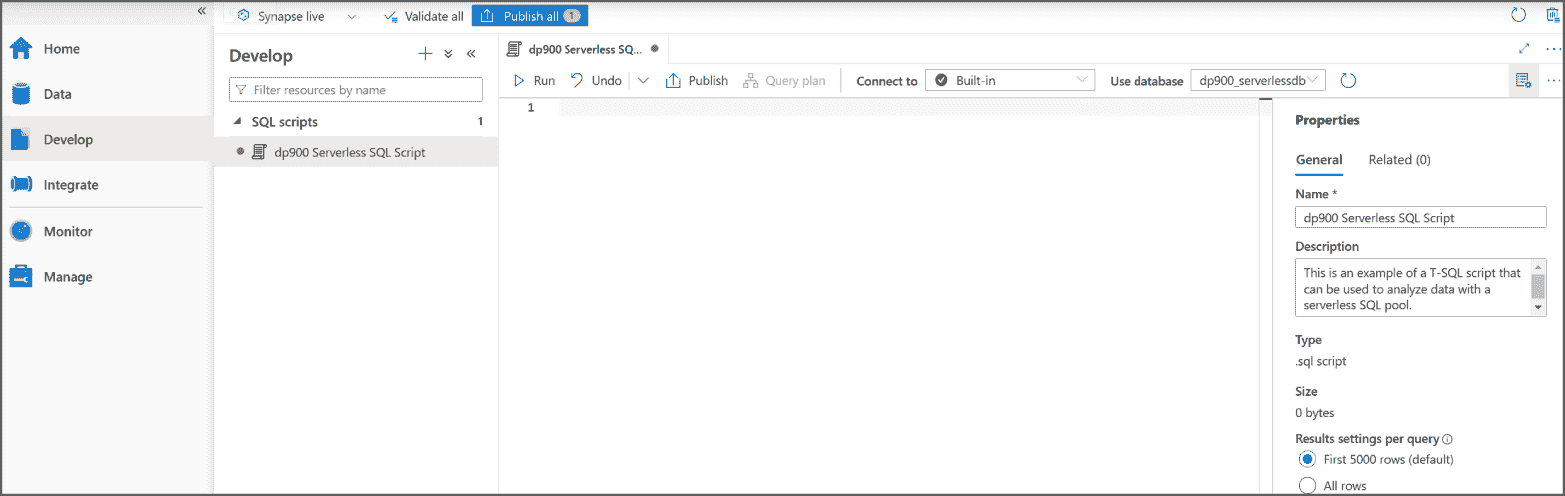 «
Synapse live
Validate all
Publish all 1
Home
Data
Develop
Integrate
Monitor
Manage
Develop
«
Filter resources by name
SQL scripts 1
dp900 Serverless SQL Script
dp900 Serverless SQ...
Run Undo Publish Query plan Connect to Built-in Use database dp900_serverlessdb
1
Properties
General Related (0)
Name *
dp900 Serverless SQL Script
Description
This is an example of a T-SQL script that
can be used to analyze data with a
serverless SQL pool.
Type
.sql script
Size
0 bytes
Results settings per query
First 5000 rows (default)
All rows